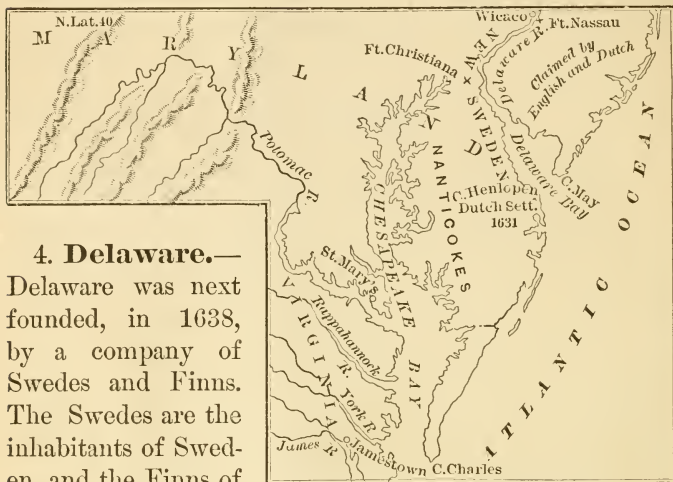 N.Lat.40
Wicaco
Ft. Nassau
MARYLAND
Ft. Christiana
NEW SWEDEN
Delaware R.
Claimed by
English and Dutch
Potomac R.
CHESAPEAKE BAY
NANTICOKES
C. Henlopen
Dutch Sett.
1631
Delaware Bay
C. May
ATLANTIC OCEAN
St. Mary's
VIRGINIA
Rappahannock R.
York R
James R
Jamestown
C. Charles
4. Delaware.—
Delaware was next
founded, in 1638,
by a company of
Swedes and Finns.
The Swedes are the
inhabitants of Swed-
en, and the Finns of